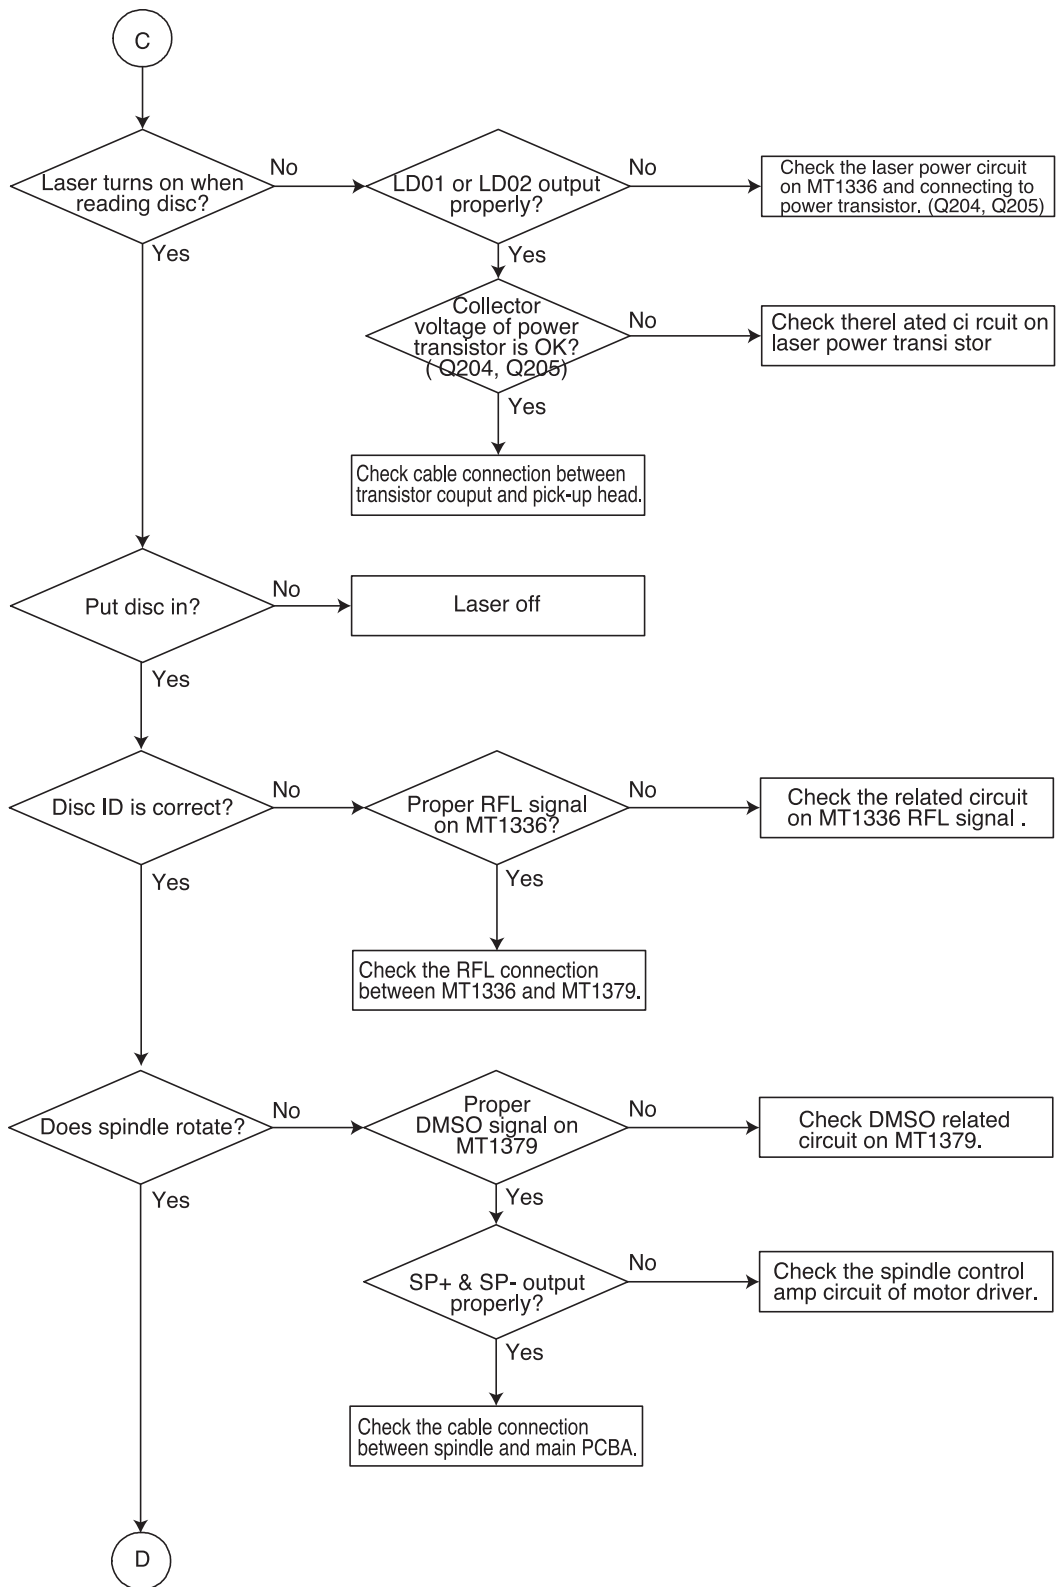 C
Laser turns on when
reading disc?
No
LD01 or LD02 output
properly?
No
Check the laser power circuit
on MT1336 and connecting to
power transistor. (Q204, Q205)
Yes
Yes
Collector
voltage of power
transistor is OK?
( Q204, Q205)
No
Check therel ated ci rcuit on
laser power transi stor
Yes
Check cable connection between
transistor couput and pick-up head.
Put disc in?
No
Laser off
Yes
Disc ID is correct?
No
Proper RFL signal
on MT1336?
No
Check the related circuit
on MT1336 RFL signal .
Yes
Yes
Check the RFL connection
between MT1336 and MT1379.
Does spindle rotate?
No
Proper
DMSO signal on
MT1379
No
Check DMSO related
circuit on MT1379.
Yes
Yes
SP+ & SP- output
properly?
No
Check the spindle control
amp circuit of motor driver.
Yes
Check the cable connection
between spindle and main PCBA.
D